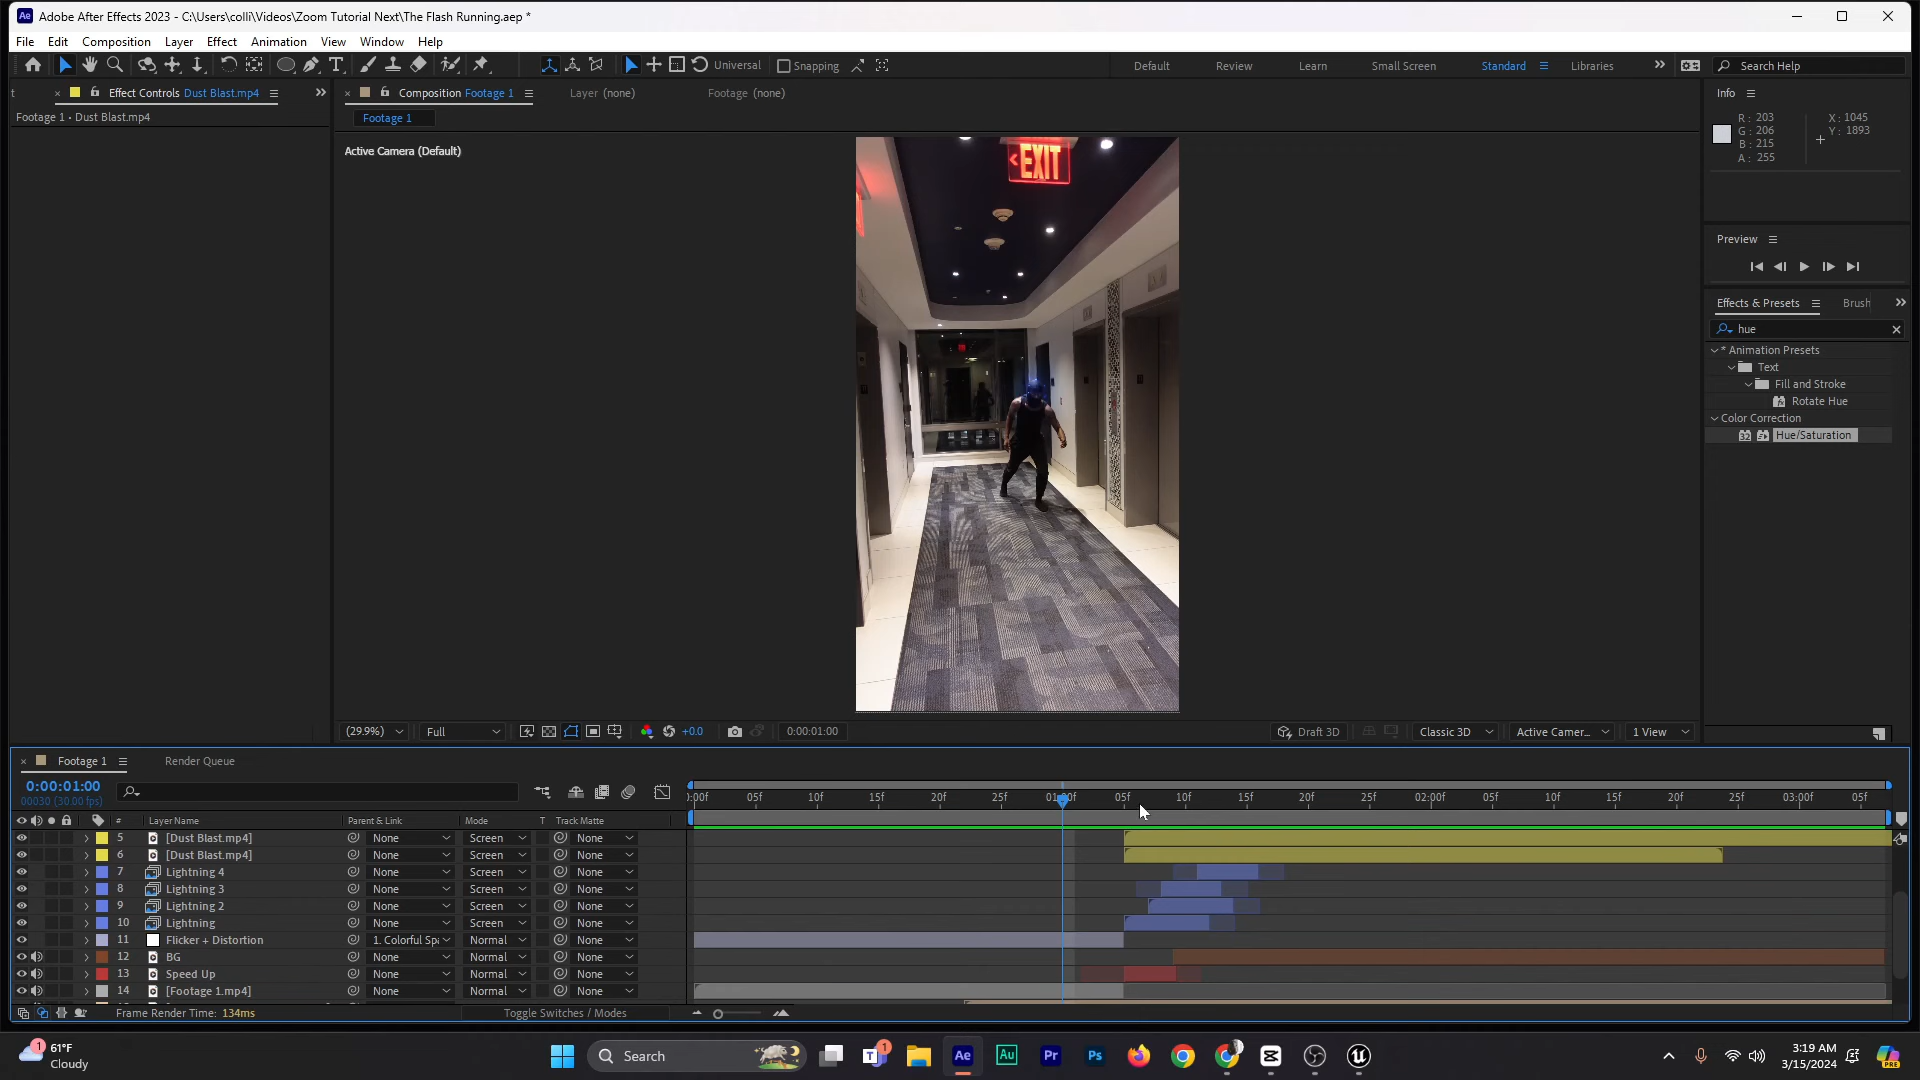 Adobe After Effects 2023 - C:\Users\colli\Videos\Zoom Tutorial Next\The Flash Running.aep *
File Edit Composition Layer Effect Animation View Window Help
Universal Snapping Default Review Learn Small Screen Standard Libraries Search Help
t × Effect Controls Dust Blast.mp4 × Composition Footage 1 Layer (none) Footage (none) Info
Footage 1 • Dust Blast.mp4
Footage 1
R: 203 X: 1045
G: 206 Y: 1893
B: 215
A: 255
Active Camera (Default)
EXIT
Preview
Effects & Presets Brush
hue
* Animation Presets
Text
Fill and Stroke
Rotate Hue
Color Correction
Hue/Saturation
(29.9%) Full +0.0 0:00:01:00 Draft 3D Classic 3D Active Camer... 1 View
× Footage 1 Render Queue
0:00:01:00
00030 (30.00 fps)
:00f 05f 10f 15f 20f 25f 01:00f 05f 10f 15f 20f 25f 02:00f 05f 10f 15f 20f 25f 03:00f 05f
# Layer Name Parent & Link Mode T Track Matte
5 [Dust Blast.mp4] None Screen None
6 [Dust Blast.mp4] None Screen None
7 Lightning 4 None Screen None
8 Lightning 3 None Screen None
9 Lightning 2 None Screen None
10 Lightning None Screen None
11 Flicker + Distortion 1. Colorful Sp Normal None
12 BG None Normal None
13 Speed Up None Normal None
14 [Footage 1.mp4] None Normal None
Frame Render Time: 134ms Toggle Switches / Modes
1 61°F
Cloudy
Search
1
Ae Au Pr Ps
PRE
3:19 AM
3/15/2024